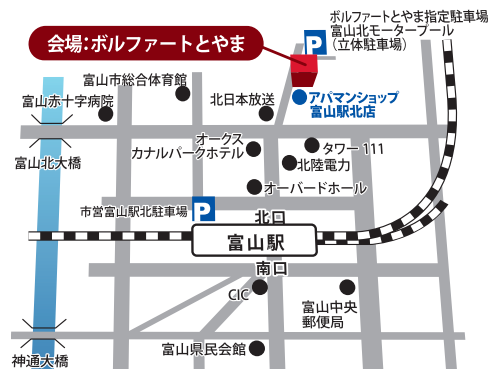 ボルファートとやま指定駐車場
富山北モータープール
（立体駐車場）
P
会場：ボルファートとやま
富山市総合体育館
富山赤十字病院
北日本放送
アパマンショップ
富山駅北店
オークス
カナルパークホテル
タワー111
北陸電力
富山北大橋
オーバードホール
市営富山駅北駐車場
P
北口
富山駅
南口
CIC
富山中央
郵便局
富山県民会館
神通大橋